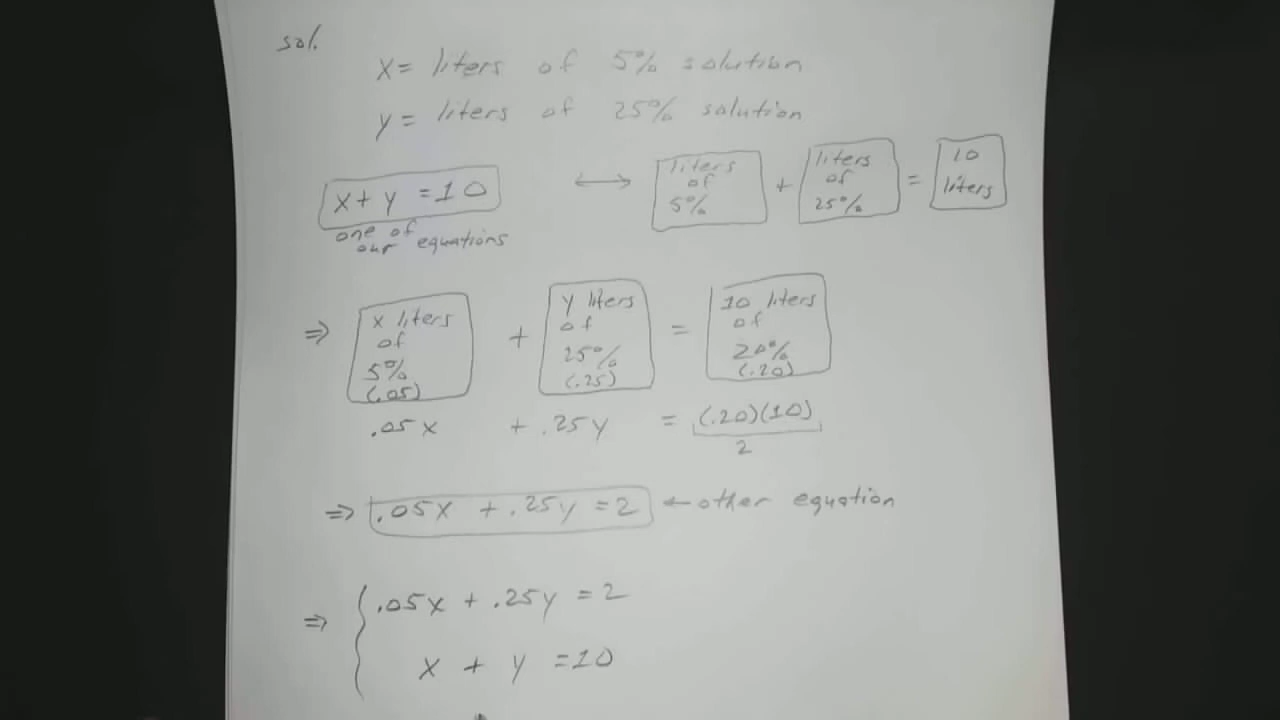 sol.
x = liters of 5% solution
y = liters of 25% solution
x + y = 10 ⟷ liters of 5% + liters of 25% = 10 liters
one of our equations
⇒ x liters of 5% (.05) + y liters of 25% (.25) = 10 liters of 20% (.20)
.05x + .25y = (.20)(10)
2
⇒ .05x + .25y = 2 ← other equation
⇒ { .05x + .25y = 2
x + y = 10